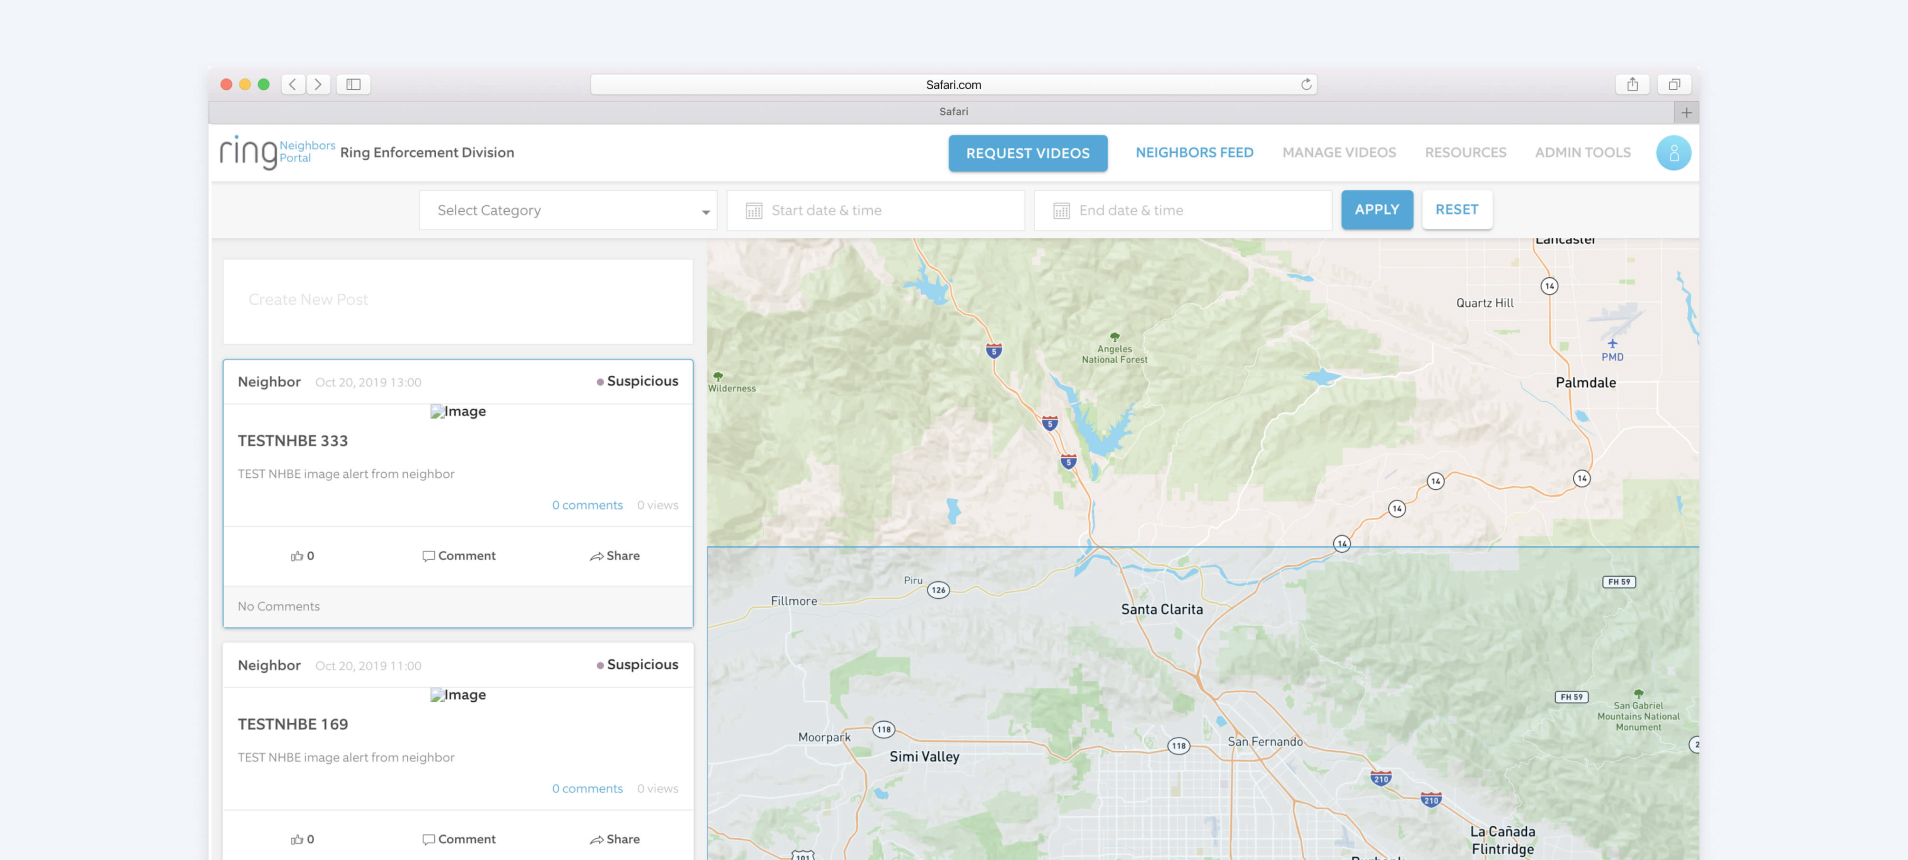 Safari.com
Safari
ring Neighbors Portal Ring Enforcement Division
REQUEST VIDEOS NEIGHBORS FEED MANAGE VIDEOS RESOURCES ADMIN TOOLS
Select Category Start date & time End date & time APPLY RESET
Create New Post
Neighbor Oct 20, 2019 13:00 Suspicious
Image
TESTNHBE 333
TEST NHBE image alert from neighbor
0 comments 0 views
0 Comment Share
No Comments
Neighbor Oct 20, 2019 11:00 Suspicious
Image
TESTNHBE 169
TEST NHBE image alert from neighbor
0 comments 0 views
0 Comment Share
Lancaster
14
Quartz Hill
Angeles
National Forest
5
PMD
Palmdale
Wilderness
5
5
14
14
14
14
Piru
126
FH 59
Fillmore
Santa Clarita
FH 59
San Gabriel
Mountains National
Monument
Moorpark
118
118
San Fernando
Simi Valley
210
210
La Cañada
Flintridge
101